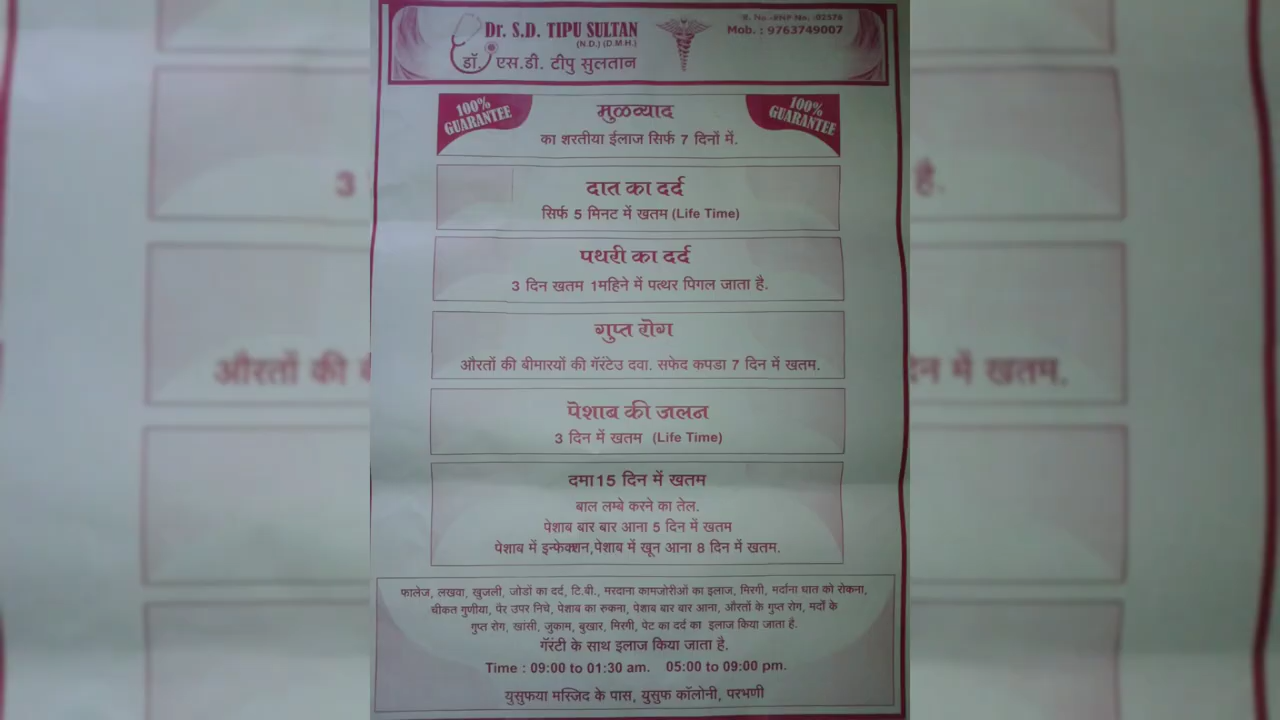 Dr. S.D. TIPU SULTAN
(N.D.) (D.M.H.)
डॉ. एस.डी. टीपु सुलतान
र. No.-RNP No. :02576
Mob. : 9763749007
100% GUARANTEE
मुळव्याद
100% GUARANTEE
का शरतीया ईलाज सिर्फ 7 दिनों में.
दात का दर्द
सिर्फ 5 मिनट में खतम (Life Time)
पथरी का दर्द
3 दिन खतम 1महिने में पत्थर पिगल जाता है.
गुप्त रोग
औरतों की बीमारयों की गॅरंटेउ दवा. सफेद कपडा 7 दिन में खतम.
पेशाब की जलन
3 दिन में खतम (Life Time)
दमा15 दिन में खतम
बाल लम्बे करने का तेल.
पेशाब बार बार आना 5 दिन में खतम
पेशाब में इन्फेक्शन,पेशाब में खून आना 8 दिन में खतम.
फालेज, लखवा, खुजली, जोडों का दर्द, टि.बी., मरदाना कामजोरीओं का इलाज, मिरगी, मर्दाना धात को रोकना,
चीकत गुणीया, पेर उपर निचे, पेशाब का रुकना, पेशाब बार बार आना, औरतों के गुप्त रोग, मर्दों के
गुप्त रोग, खांसी, जुकाम, बुखार, मिरगी, पेट का दर्द का इलाज किया जाता है.
गॅरंटी के साथ इलाज किया जाता है.
Time : 09:00 to 01:30 am. 05:00 to 09:00 pm.
युसुफया मस्जिद के पास, युसुफ कॉलोनी, परभणी